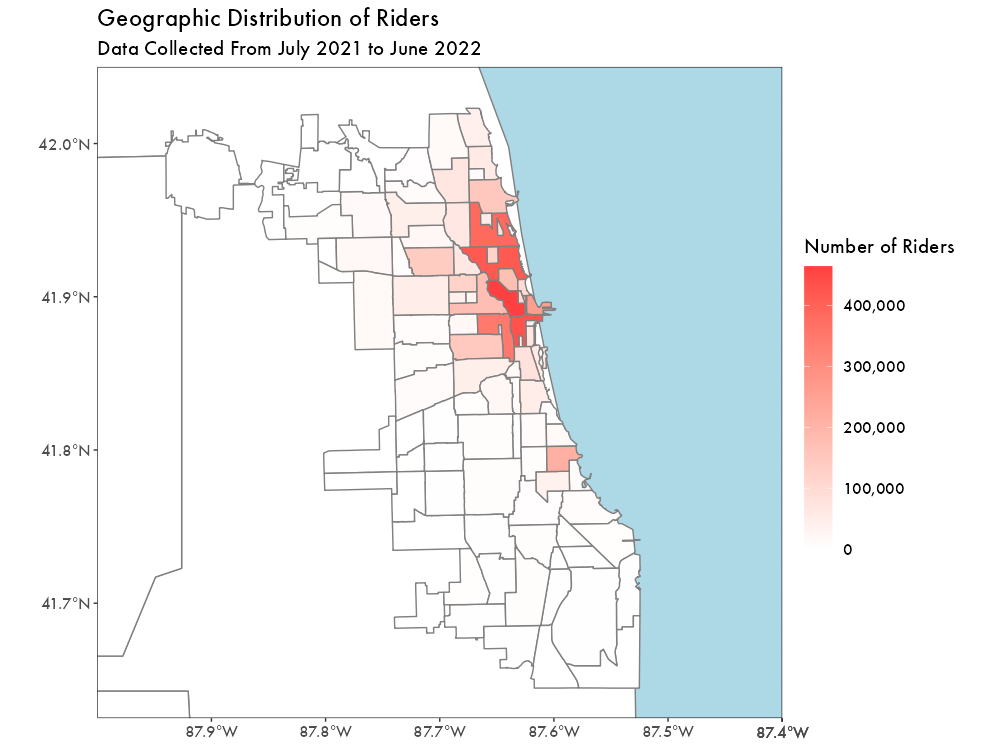 Geographic Distribution of Riders
Data Collected From July 2021 to June 2022
42.0°N
41.9°N
41.8°N
41.7°N
87.9°W
87.8°W
87.7°W
87.6°W
87.5°W
87.4°W
Number of Riders
400,000
300,000
200,000
100,000
0